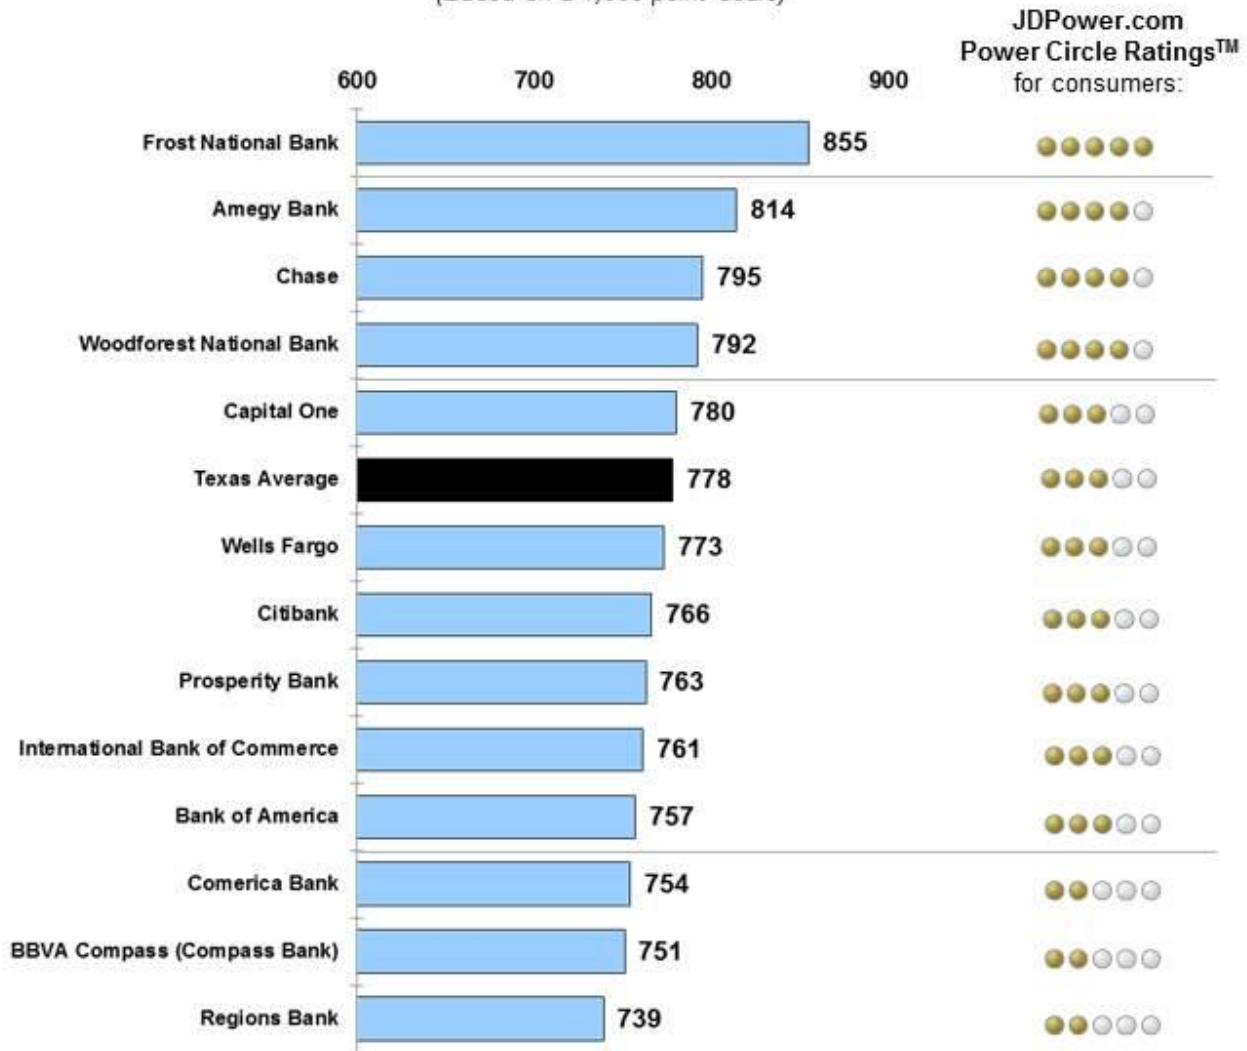 JDPower.com
Power Circle Ratings™
for consumers:
600 700 800 900
Frost National Bank 855
Amegy Bank 814
Chase 795
Woodforest National Bank 792
Capital One 780
Texas Average 778
Wells Fargo 773
Citibank 766
Prosperity Bank 763
International Bank of Commerce 761
Bank of America 757
Comerica Bank 754
BBVA Compass (Compass Bank) 751
Regions Bank 739